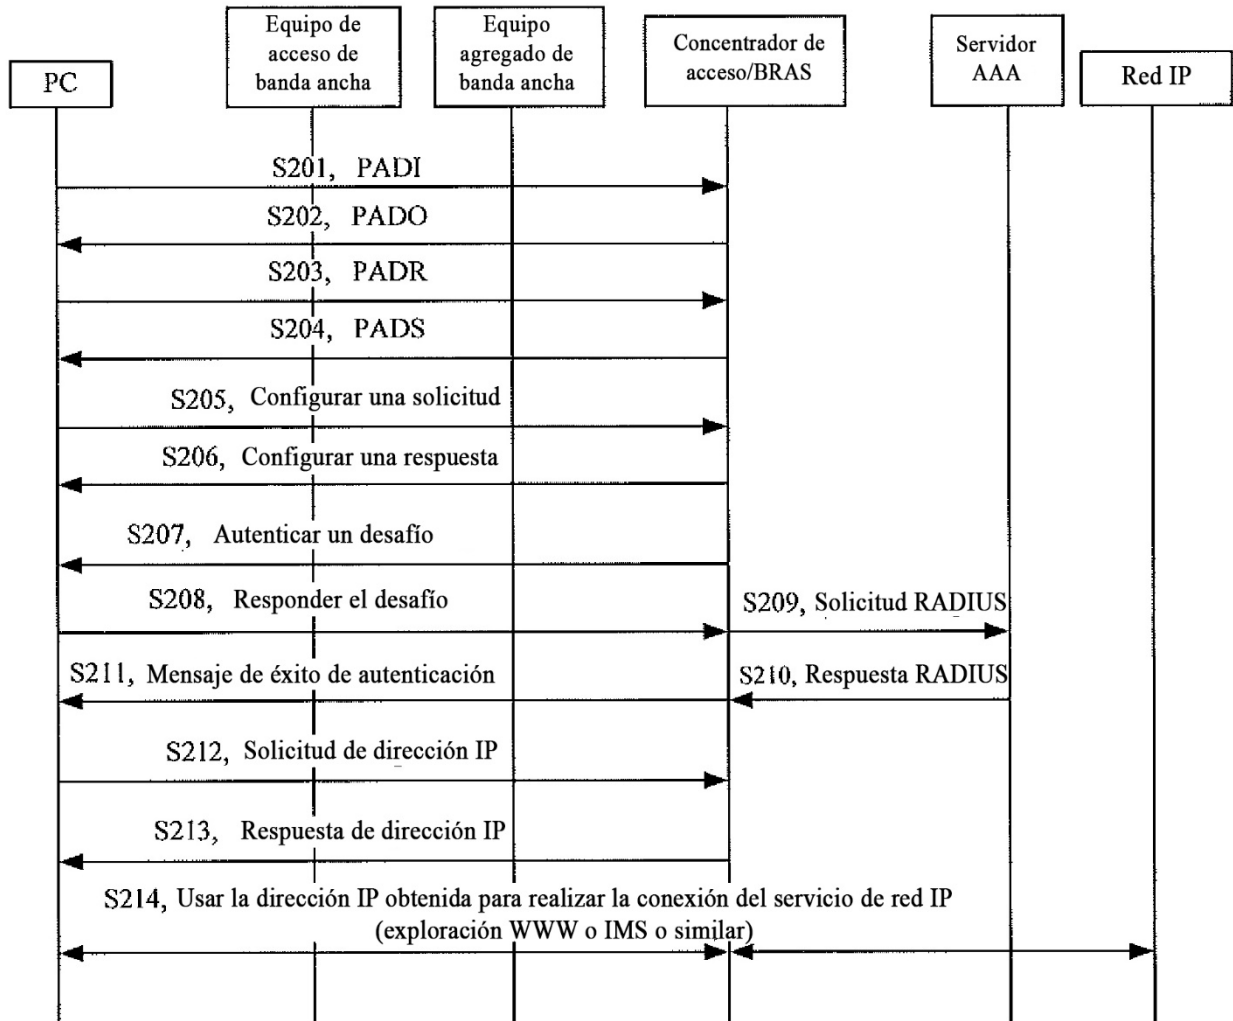 PC
Equipo de
acceso de
banda ancha
Equipo
agregado de
banda ancha
Concentrador de
acceso/BRAS
Servidor
AAA
Red IP
S201, PADI
S202, PADO
S203, PADR
S204, PADS
S205, Configurar una solicitud
S206, Configurar una respuesta
S207, Autenticar un desafío
S208, Responder el desafío
S209, Solicitud RADIUS
S211, Mensaje de éxito de autenticación
S210, Respuesta RADIUS
S212, Solicitud de dirección IP
S213, Respuesta de dirección IP
S214, Usar la dirección IP obtenida para realizar la conexión del servicio de red IP
(exploración WWW o IMS o similar)